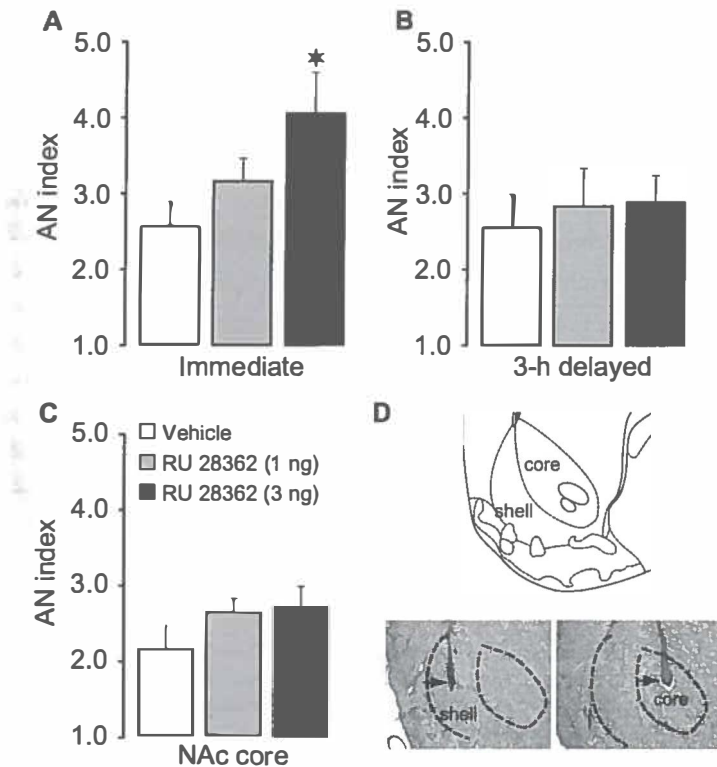 A
AN index
5.0
4.0
3.0
2.0
1.0
★
Immediate
B
AN index
5.0
4.0
3.0
2.0
1.0
3-h delayed
C
AN index
5.0
4.0
3.0
2.0
1.0
Vehicle
RU 28362 (1 ng)
RU 28362 (3 ng)
NAc core
D
core
shell
shell
core